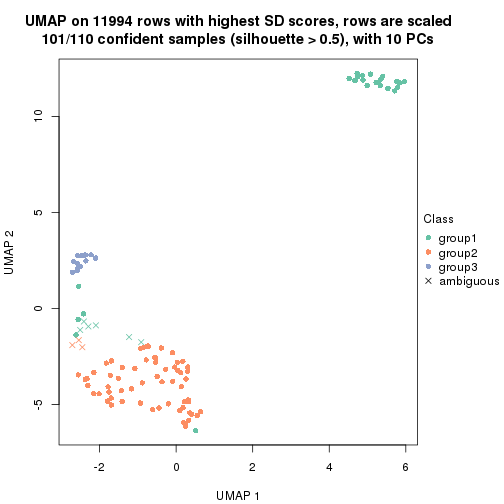 UMAP on 11994 rows with highest SD scores, rows are scaled
101/110 confident samples (silhouette > 0.5), with 10 PCs
10
5
0
-5
UMAP 2
-2
0
2
4
6
UMAP 1
Class
group1
group2
group3
ambiguous